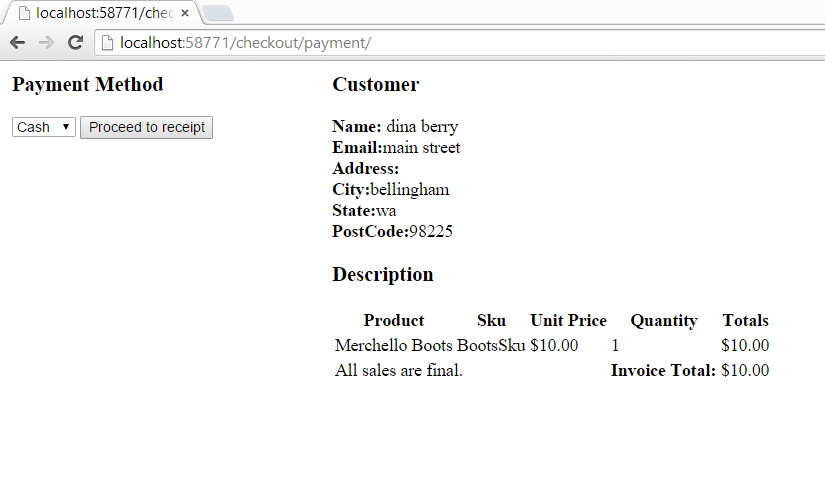 localhost:58771/chec
localhost:58771/checkout/payment/
Payment Method
Cash
Proceed to receipt
Customer
Name: dina berry
Email:main street
Address:
City:bellingham
State:wa
PostCode:98225
Description
Product Sku Unit Price Quantity Totals
Merchello Boots BootsSku $10.00 1 $10.00
All sales are final. Invoice Total: $10.00